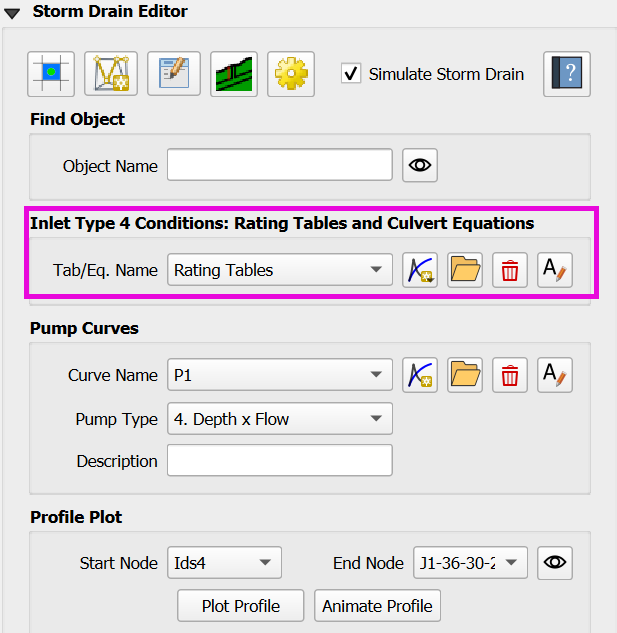 Storm Drain Editor
Simulate Storm Drain
Find Object
Object Name
Inlet Type 4 Conditions: Rating Tables and Culvert Equations
Tab/Eq. Name Rating Tables
Pump Curves
Curve Name P1
Pump Type 4. Depth x Flow
Description
Profile Plot
Start Node Ids4 End Node J1-36-30-2
Plot Profile Animate Profile